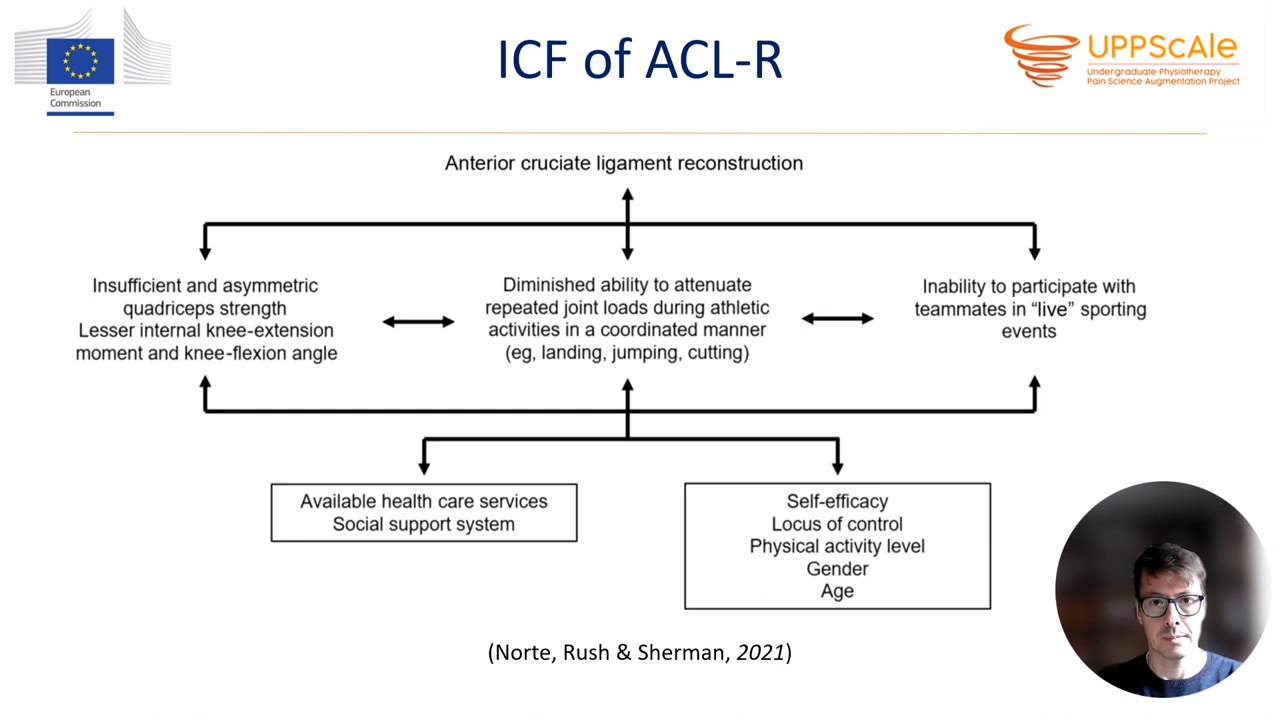 European
Commission
ICF of ACL-R
UPPScale
Undergraduate Physiotherapy
Pain Science Augmentation Project
Anterior cruciate ligament reconstruction
Insufficient and asymmetric
quadriceps strength
Lesser internal knee-extension
moment and knee-flexion angle
Diminished ability to attenuate
repeated joint loads during athletic
activities in a coordinated manner
(eg, landing, jumping, cutting)
Inability to participate with
teammates in “live” sporting
events
Available health care services
Social support system
Self-efficacy
Locus of control
Physical activity level
Gender
Age
(Norte, Rush & Sherman, 2021)